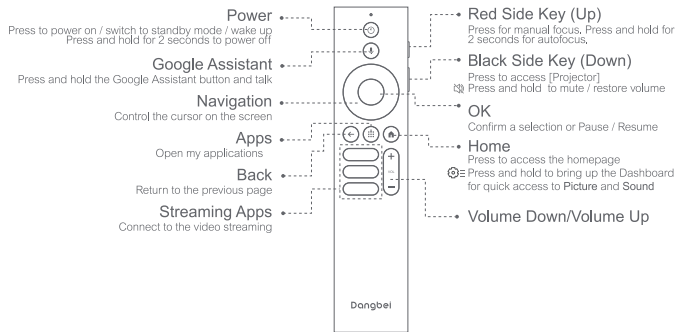 Power
Press to power on / switch to standby mode / wake up
Press and hold for 2 seconds to power off
Google Assistant
Press and hold the Google Assistant button and talk
Navigation
Control the cursor on the screen
Apps
Open my applications
Back
Return to the previous page
Streaming Apps
Connect to the video streaming
Dangbei
Red Side Key (Up)
Press for manual focus. Press and hold for
2 seconds for autofocus.
Black Side Key (Down)
Press to access [Projector]
Press and hold to mute / restore volume
OK
Confirm a selection or Pause / Resume
Home
Press to access the homepage
Press and hold to bring up the Dashboard
for quick access to Picture and Sound
Volume Down/Volume Up